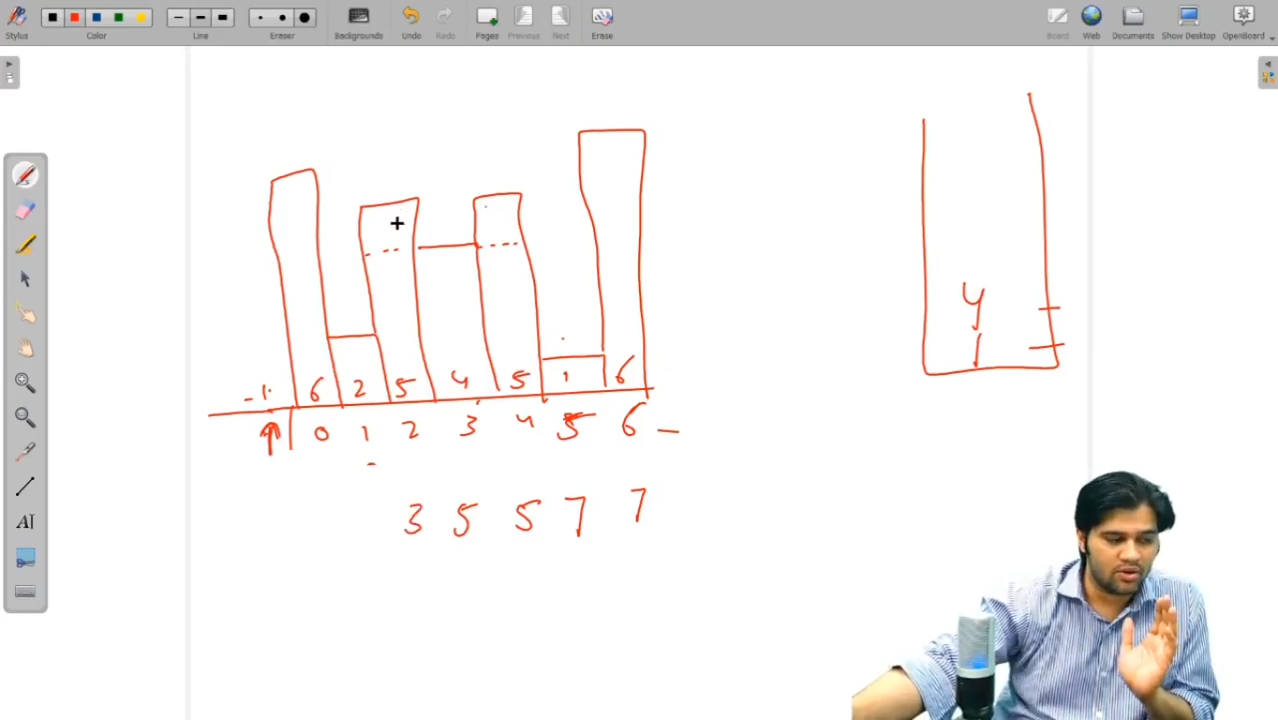 Stylus Color Line Eraser Backgrounds Undo Redo Pages Previous Next Erase Board Web Documents Show Desktop OpenBoard
4
-1 6 2 5 4 5 1 6
0 1 2 3 4 5 6
3 5 5 7 7